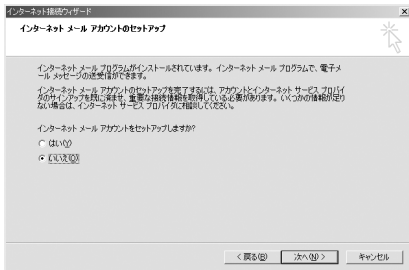 インターネット接続ウィザード
インターネット メール アカウントのセットアップ
インターネット メール プログラムがインストールされています。インターネット メール プログラムで、電子メ
ール メッセージの送受信ができます。
インターネット メール アカウントのセットアップを完了するには、アカウントとインターネット サービス プロバイ
ダのサインアップを既に済ませ、重要な接続情報を取得している必要があります。いくつかの情報が足り
ない場合は、インターネット サービス プロバイダに相談してください。
インターネット メール アカウントをセットアップしますか?
はい(Y)
いいえ(O)
< 戻る(B)
次へ(N) >
キャンセル